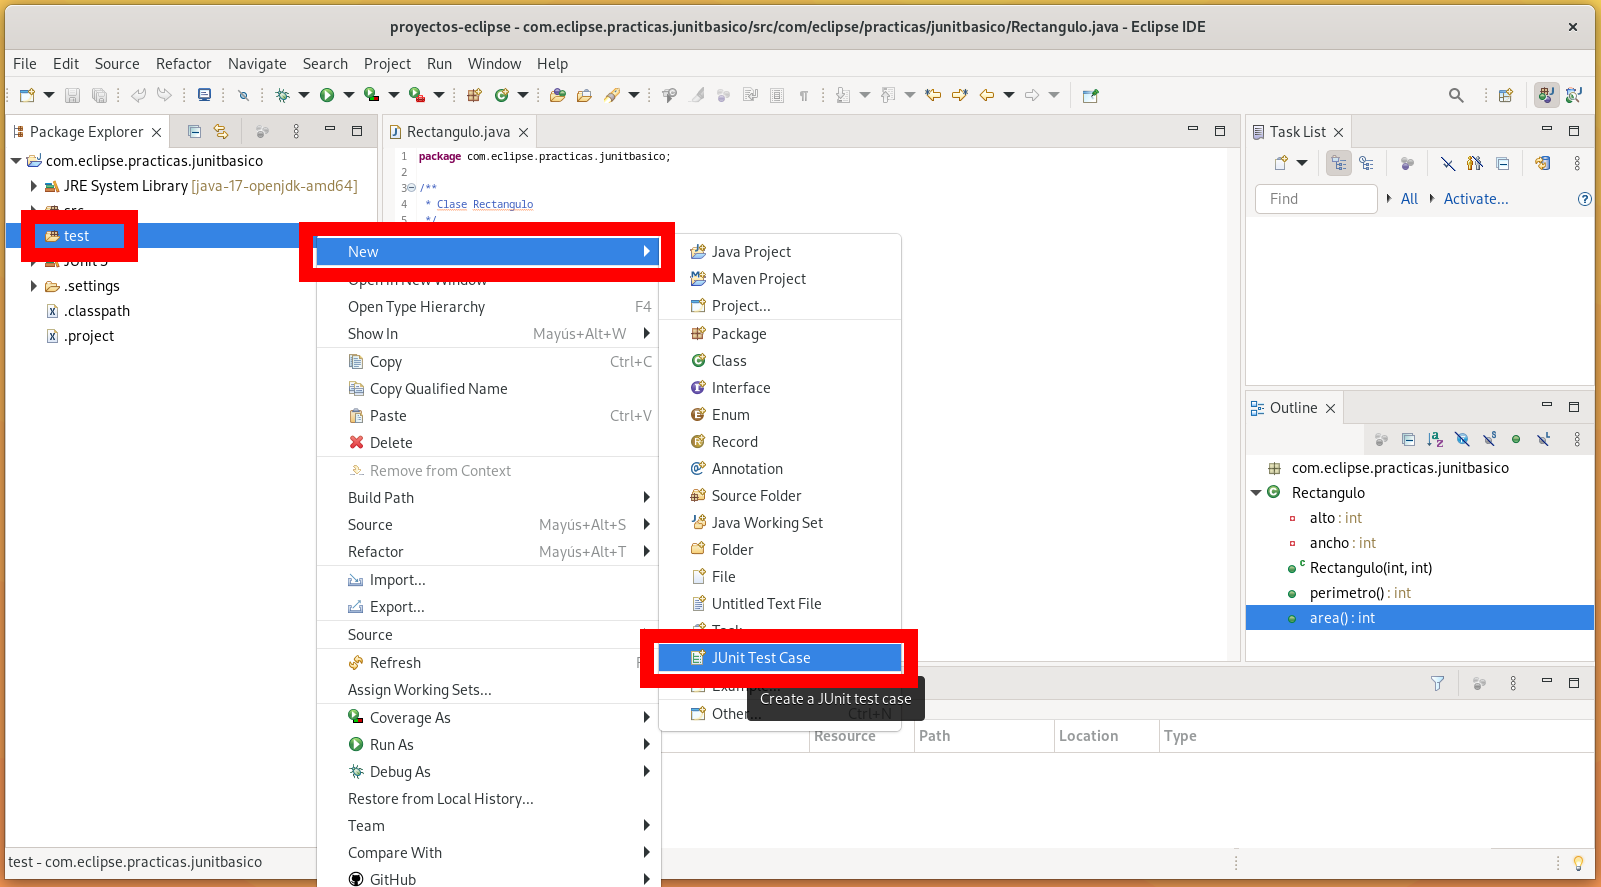 proyectos-eclipse - com.eclipse.practicas.junitbasico/src/com/eclipse/practicas/junitbasico/Rectangulo.java - Eclipse IDE
File Edit Source Refactor Navigate Search Project Run Window Help
Package Explorer
com.eclipse.practicas.junitbasico
JRE System Library [java-17-openjdk-amd64]
src
test
JUnit 5
.settings
.classpath
.project
Rectangulo.java
1 package com.eclipse.practicas.junitbasico;
2
3 /**
4 * Clase Rectangulo
5 */
New
Open in New Window
Open Type Hierarchy F4
Show In Mayús+Alt+W
Copy Ctrl+C
Copy Qualified Name
Paste Ctrl+V
Delete
Remove from Context
Build Path
Source Mayús+Alt+S
Refactor Mayús+Alt+T
Import...
Export...
Source
Refresh
Assign Working Sets...
Coverage As
Run As
Debug As
Restore from Local History...
Team
Compare With
GitHub
Java Project
Maven Project
Project...
Package
Class
Interface
Enum
Record
Annotation
Source Folder
Java Working Set
Folder
File
Untitled Text File
Task
JUnit Test Case
Example...
Create a JUnit test case
Other... Ctrl+N
Task List
Find
All
Activate...
Outline
com.eclipse.practicas.junitbasico
Rectangulo
alto : int
ancho : int
Rectangulo(int, int)
perimetro() : int
area() : int
Resource Path Location Type
test - com.eclipse.practicas.junitbasico